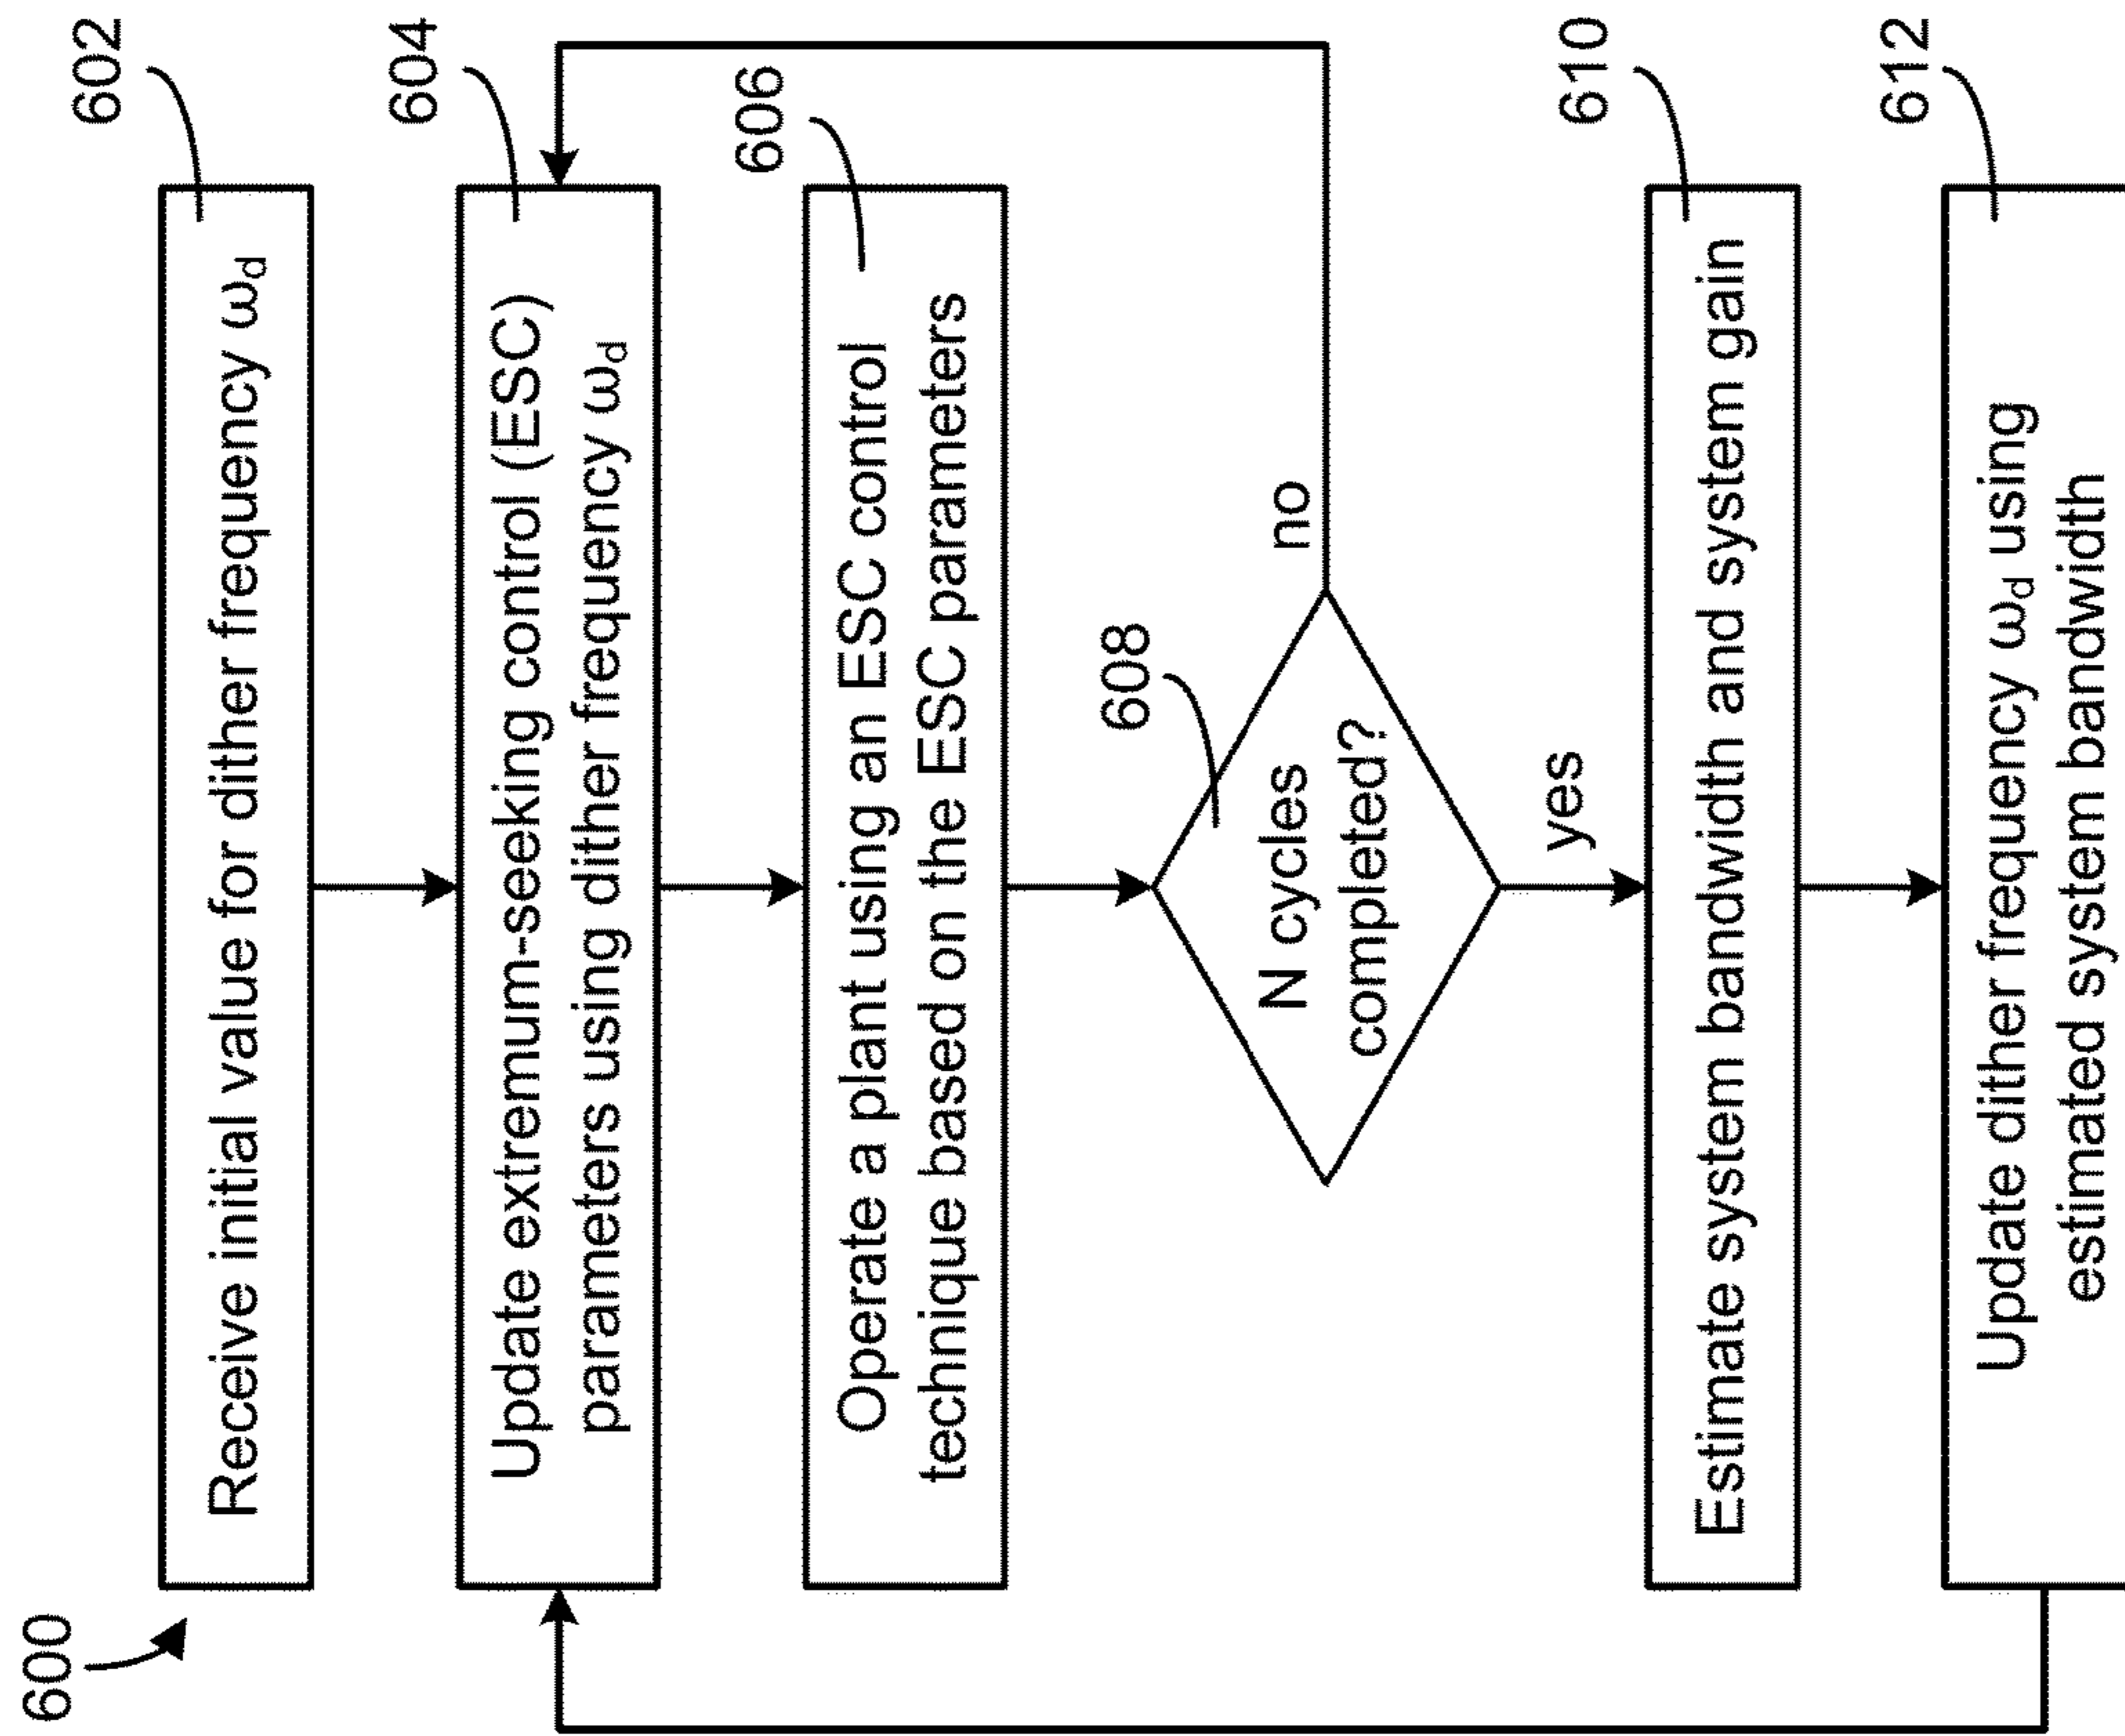 600
602
Receive initial value for dither frequency ωd
604
Update extremum-seeking control (ESC)
parameters using dither frequency ωd
606
Operate a plant using an ESC control
technique based on the ESC parameters
608
N cycles
completed?
no
yes
610
Estimate system bandwidth and system gain
612
Update dither frequency ωd using
estimated system bandwidth